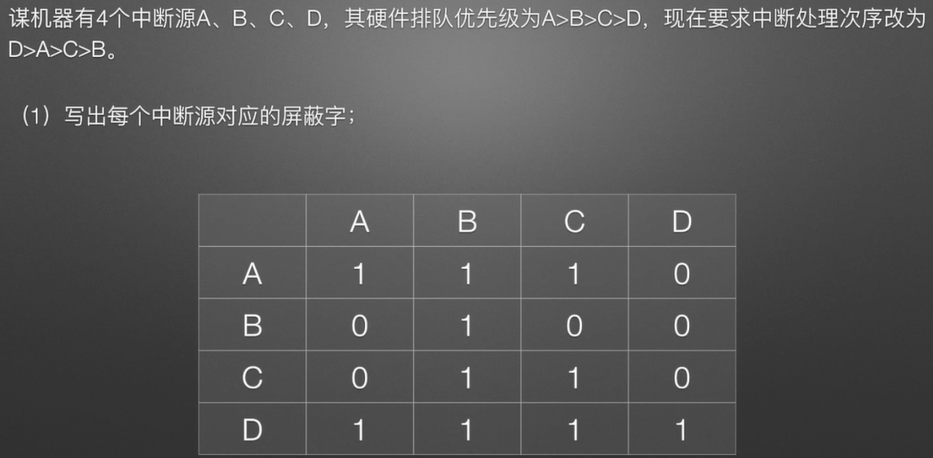 谋机器有4个中断源A、B、C、D，其硬件排队优先级为A>B>C>D，现在要求中断处理次序改为
D>A>C>B。
（1）写出每个中断源对应的屏蔽字；
A B C D
A 1 1 1 0
B 0 1 0 0
C 0 1 1 0
D 1 1 1 1